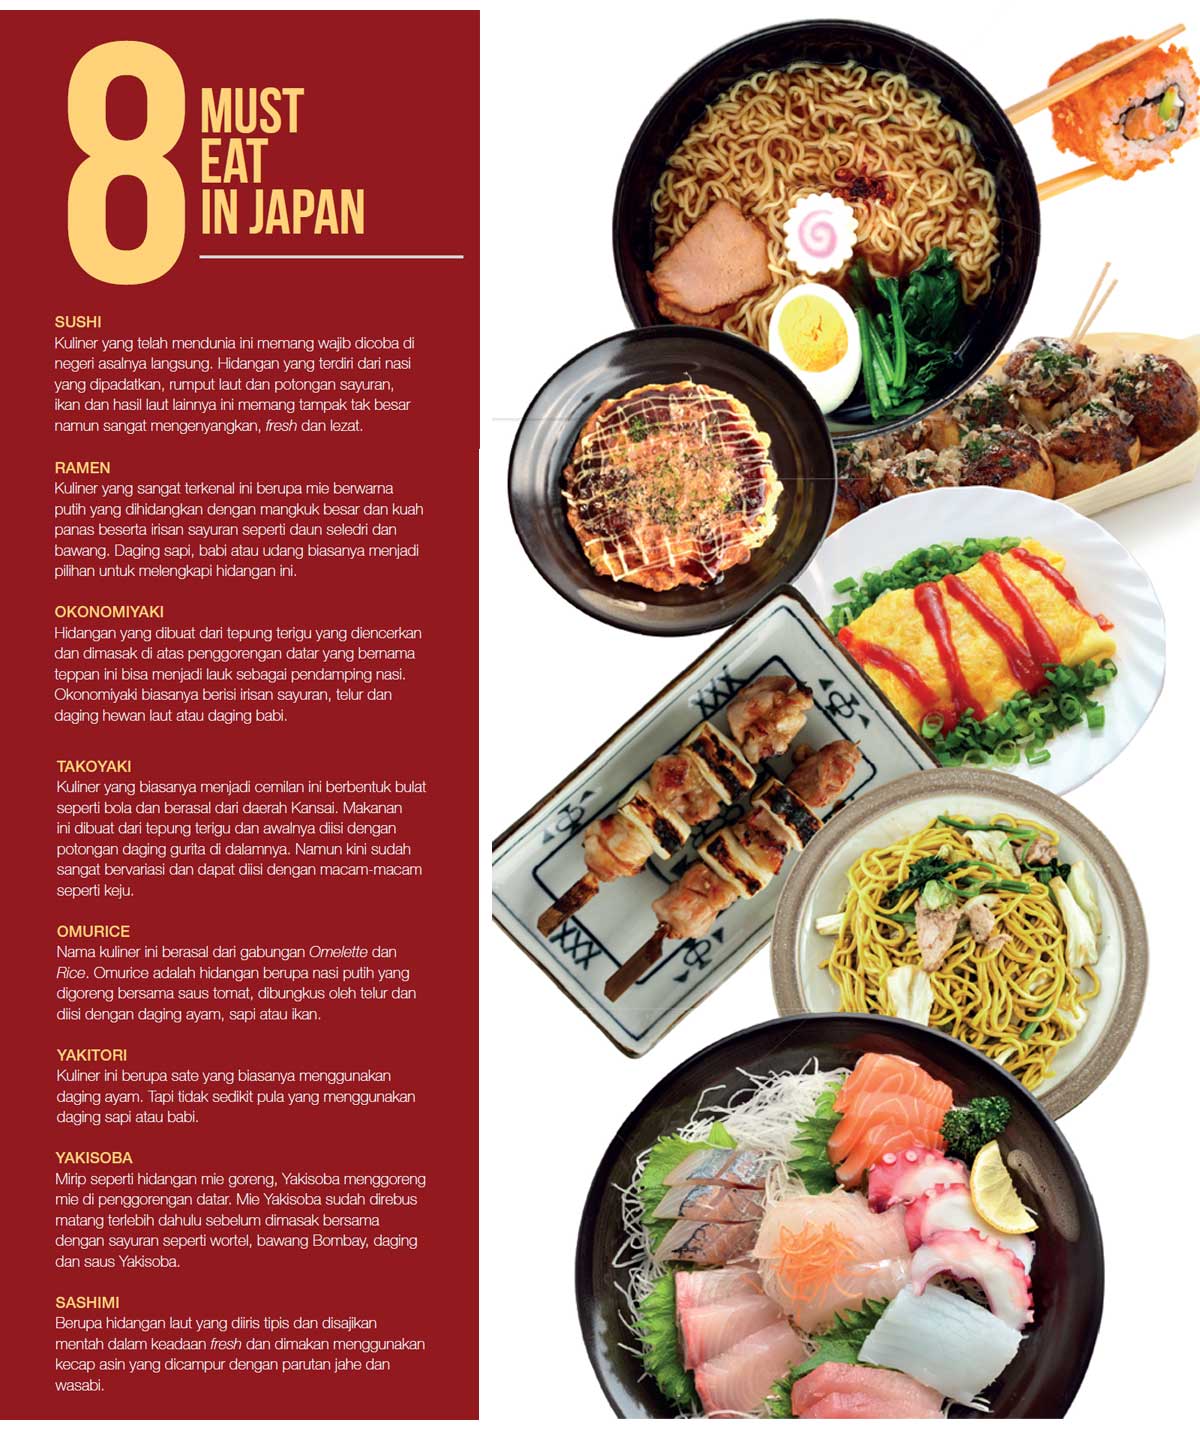 8
MUST
EAT
IN JAPAN
SUSHI
Kuliner yang telah mendunia ini memang wajib dicoba di
negeri asalnya langsung. Hidangan yang terdiri dari nasi
yang dipadatkan, rumput laut dan potongan sayuran,
ikan dan hasil laut lainnya ini memang tampak tak besar
namun sangat mengenyangkan, fresh dan lezat.
RAMEN
Kuliner yang sangat terkenal ini berupa mie berwarna
putih yang dihidangkan dengan mangkuk besar dan kuah
panas beserta irisan sayuran seperti daun seledri dan
bawang. Daging sapi, babi atau udang biasanya menjadi
pilihan untuk melengkapi hidangan ini.
OKONOMIYAKI
Hidangan yang dibuat dari tepung terigu yang diencerkan
dan dimasak di atas penggorengan datar yang bernama
teppan ini bisa menjadi lauk sebagai pendamping nasi.
Okonomiyaki biasanya berisi irisan sayuran, telur dan
daging hewan laut atau daging babi.
TAKOYAKI
Kuliner yang biasanya menjadi cemilan ini berbentuk bulat
seperti bola dan berasal dari daerah Kansai. Makanan
ini dibuat dari tepung terigu dan awalnya diisi dengan
potongan daging gurita di dalamnya. Namun kini sudah
sangat bervariasi dan dapat diisi dengan macam-macam
seperti keju.
OMURICE
Nama kuliner ini berasal dari gabungan Omelette dan
Rice. Omurice adalah hidangan berupa nasi putih yang
digoreng bersama saus tomat, dibungkus oleh telur dan
diisi dengan daging ayam, sapi atau ikan.
YAKITORI
Kuliner ini berupa sate yang biasanya menggunakan
daging ayam. Tapi tidak sedikit pula yang menggunakan
daging sapi atau babi.
YAKISOBA
Mirip seperti hidangan mie goreng, Yakisoba menggoreng
mie di penggorengan datar. Mie Yakisoba sudah direbus
matang terlebih dahulu sebelum dimasak bersama
dengan sayuran seperti wortel, bawang Bombay, daging
dan saus Yakisoba.
SASHIMI
Berupa hidangan laut yang diiris tipis dan disajikan
mentah dalam keadaan fresh dan dimakan menggunakan
kecap asin yang dicampur dengan parutan jahe dan
wasabi.